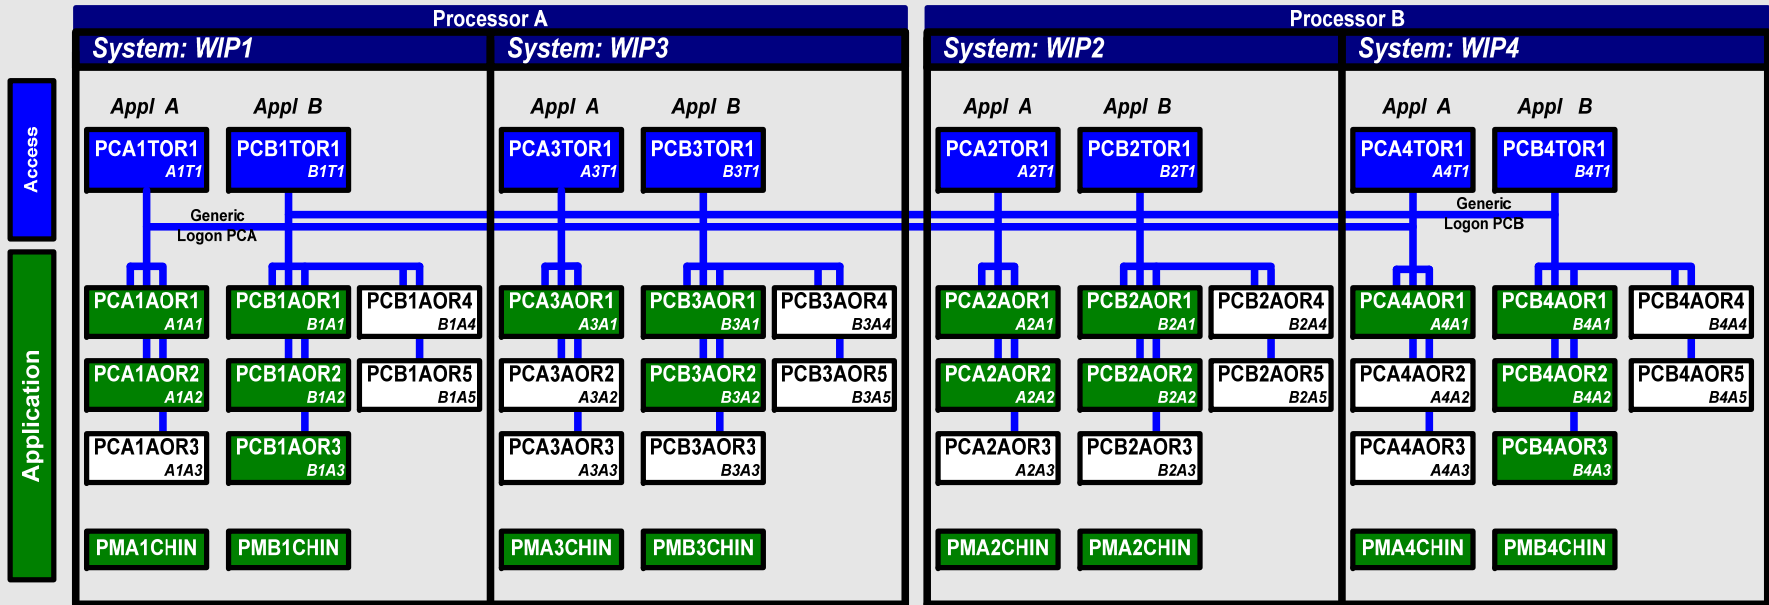 Processor A
Processor B
System: WIP1
System: WIP3
System: WIP2
System: WIP4
Access
Application
Appl A
Appl B
Appl A
Appl B
Appl A
Appl B
Appl A
Appl B
PCA1TOR1
A1T1
PCB1TOR1
B1T1
PCA3TOR1
A3T1
PCB3TOR1
B3T1
PCA2TOR1
A2T1
PCB2TOR1
B2T1
PCA4TOR1
A4T1
PCB4TOR1
B4T1
Generic
Logon PCA
Generic
Logon PCB
PCA1AOR1
A1A1
PCB1AOR1
B1A1
PCB1AOR4
B1A4
PCA3AOR1
A3A1
PCB3AOR1
B3A1
PCB3AOR4
B3A4
PCA2AOR1
A2A1
PCB2AOR1
B2A1
PCB2AOR4
B2A4
PCA4AOR1
A4A1
PCB4AOR1
B4A1
PCB4AOR4
B4A4
PCA1AOR2
A1A2
PCB1AOR2
B1A2
PCB1AOR5
B1A5
PCA3AOR2
A3A2
PCB3AOR2
B3A2
PCB3AOR5
B3A5
PCA2AOR2
A2A2
PCB2AOR2
B2A2
PCB2AOR5
B2A5
PCA4AOR2
A4A2
PCB4AOR2
B4A2
PCB4AOR5
B4A5
PCA1AOR3
A1A3
PCB1AOR3
B1A3
PCA3AOR3
A3A3
PCB3AOR3
B3A3
PCA2AOR3
A2A3
PCB2AOR3
B2A3
PCA4AOR3
A4A3
PCB4AOR3
B4A3
PMA1CHIN
PMB1CHIN
PMA3CHIN
PMB3CHIN
PMA2CHIN
PMA2CHIN
PMA4CHIN
PMB4CHIN